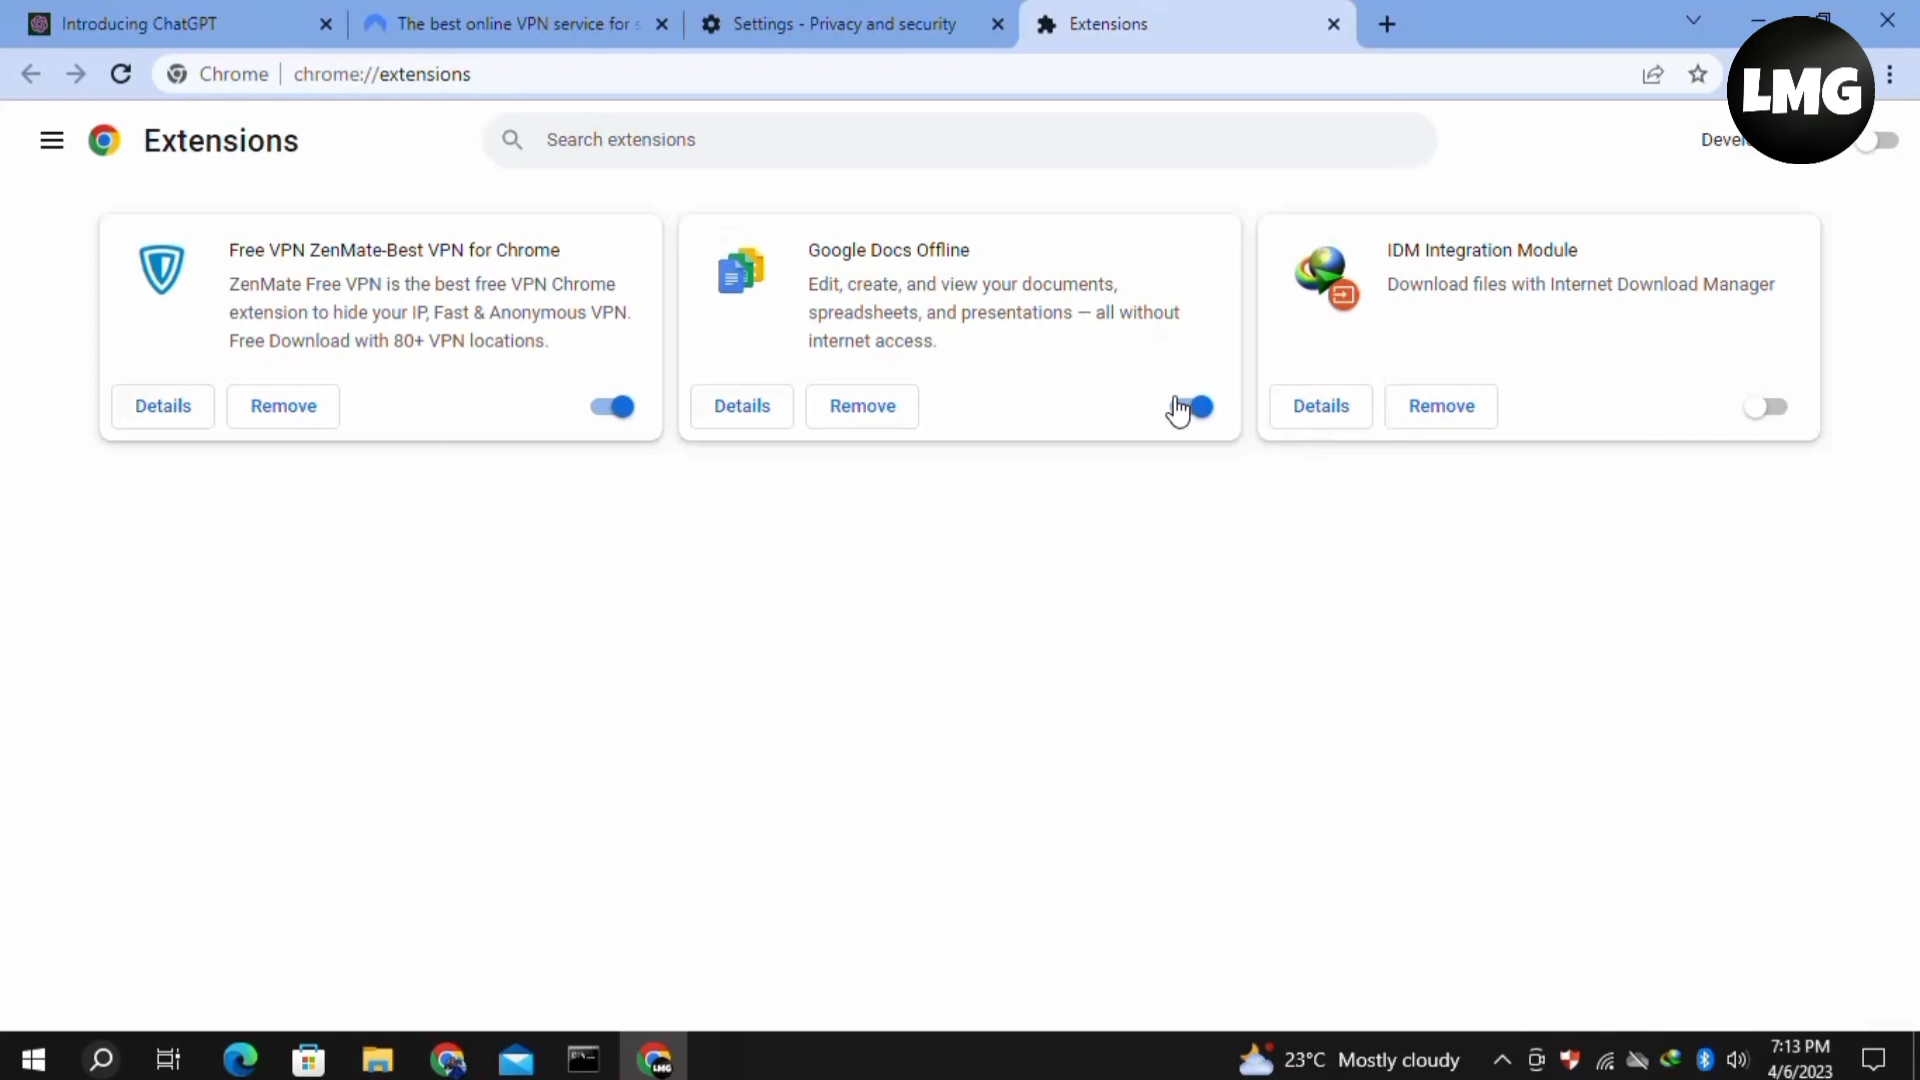 Introducing ChatGPT
The best online VPN service for s
Settings - Privacy and security
Extensions
Chrome
chrome://extensions
LMG
Extensions
Search extensions
Free VPN ZenMate-Best VPN for Chrome
ZenMate Free VPN is the best free VPN Chrome
extension to hide your IP, Fast & Anonymous VPN.
Free Download with 80+ VPN locations.
Details
Remove
Google Docs Offline
Edit, create, and view your documents,
spreadsheets, and presentations — all without
internet access.
Details
Remove
IDM Integration Module
Download files with Internet Download Manager
Details
Remove
LMG
23°C Mostly cloudy
7:13 PM
4/6/2023